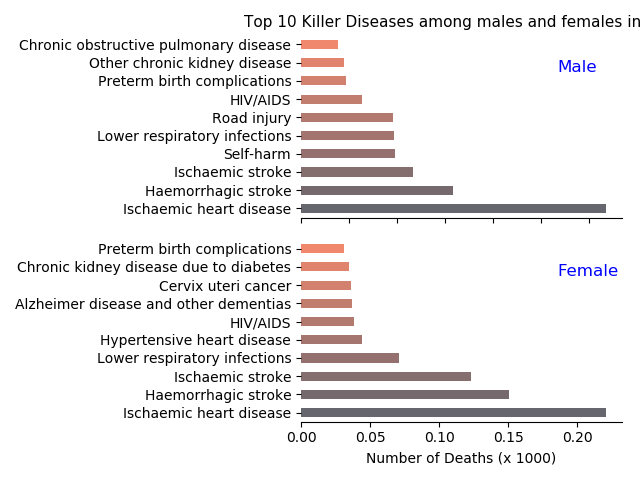 Top 10 Killer Diseases among males and females in
Chronic obstructive pulmonary disease
Other chronic kidney disease
Male
Preterm birth complications
HIV/AIDS
Road injury
Lower respiratory infections
Self-harm
Ischaemic stroke
Haemorrhagic stroke
Ischaemic heart disease
Preterm birth complications
Chronic kidney disease due to diabetes
Female
Cervix uteri cancer
Alzheimer disease and other dementias
HIV/AIDS
Hypertensive heart disease
Lower respiratory infections
Ischaemic stroke
Haemorrhagic stroke
Ischaemic heart disease
0.00 0.05 0.10 0.15 0.20
Number of Deaths (x 1000)